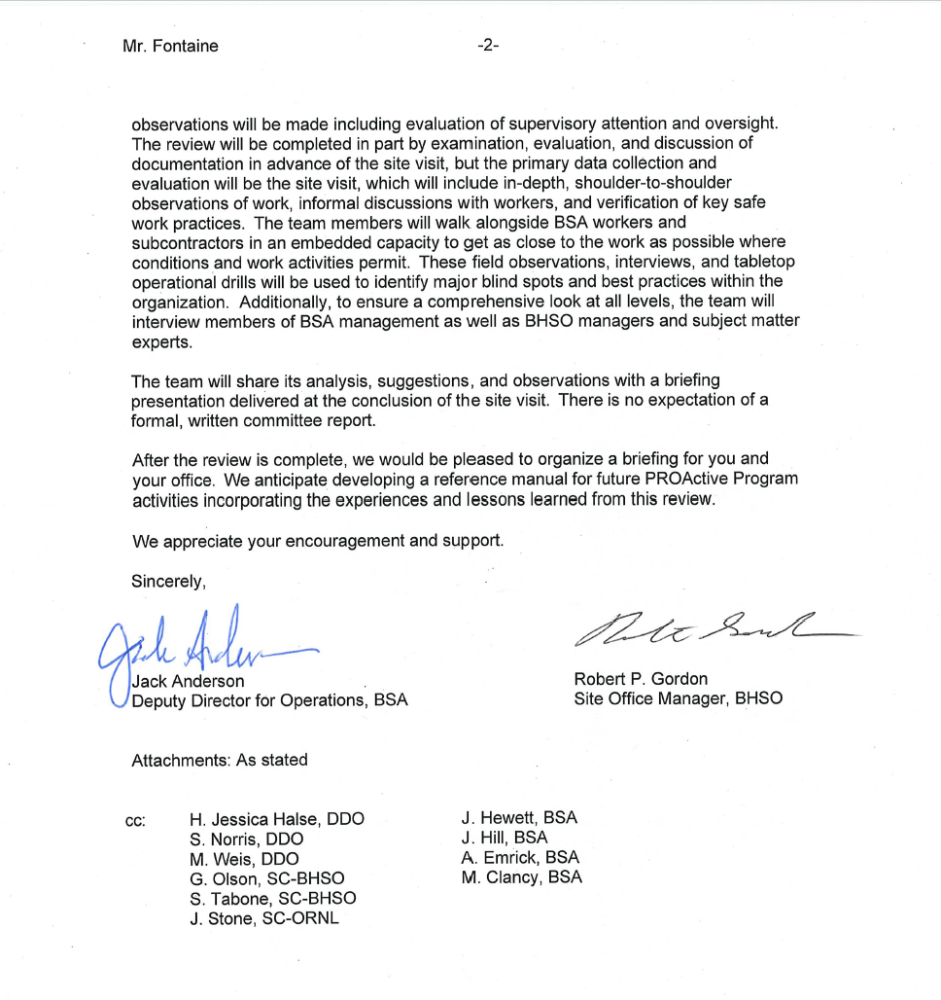 Mr. Fontaine -2-
observations will be made including evaluation of supervisory attention and oversight.
The review will be completed in part by examination, evaluation, and discussion of
documentation in advance of the site visit, but the primary data collection and
evaluation will be the site visit, which will include in-depth, shoulder-to-shoulder
observations of work, informal discussions with workers, and verification of key safe
work practices. The team members will walk alongside BSA workers and
subcontractors in an embedded capacity to get as close to the work as possible where
conditions and work activities permit. These field observations, interviews, and tabletop
operational drills will be used to identify major blind spots and best practices within the
organization. Additionally, to ensure a comprehensive look at all levels, the team will
interview members of BSA management as well as BHSO managers and subject matter
experts.
The team will share its analysis, suggestions, and observations with a briefing
presentation delivered at the conclusion of the site visit. There is no expectation of a
formal, written committee report.
After the review is complete, we would be pleased to organize a briefing for you and
your office. We anticipate developing a reference manual for future PROActive Program
activities incorporating the experiences and lessons learned from this review.
We appreciate your encouragement and support.
Sincerely,
Jack Anderson
Jack Anderson
Deputy Director for Operations, BSA
Robert P. Gordon
Site Office Manager, BHSO
Attachments: As stated
cc: H. Jessica Halse, DDO
S. Norris, DDO
M. Weis, DDO
G. Olson, SC-BHSO
S. Tabone, SC-BHSO
J. Stone, SC-ORNL
J. Hewett, BSA
J. Hill, BSA
A. Emrick, BSA
M. Clancy, BSA